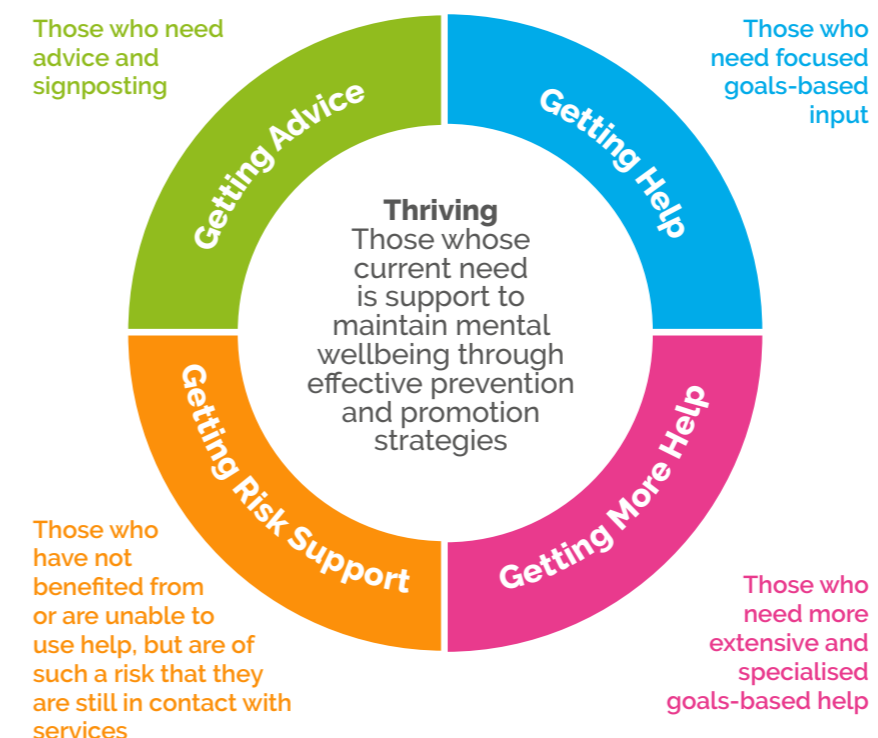 Those who need
advice and
signposting
Getting Advice
Those who
need focused
goals-based
input
Getting Help
Thriving
Those whose
current need
is support to
maintain mental
wellbeing through
effective prevention
and promotion
strategies
Getting Risk Support
Those who
have not
benefited from
or are unable to
use help, but are of
such a risk that they
are still in contact with
services
Getting More Help
Those who
need more
extensive and
specialised
goals-based help